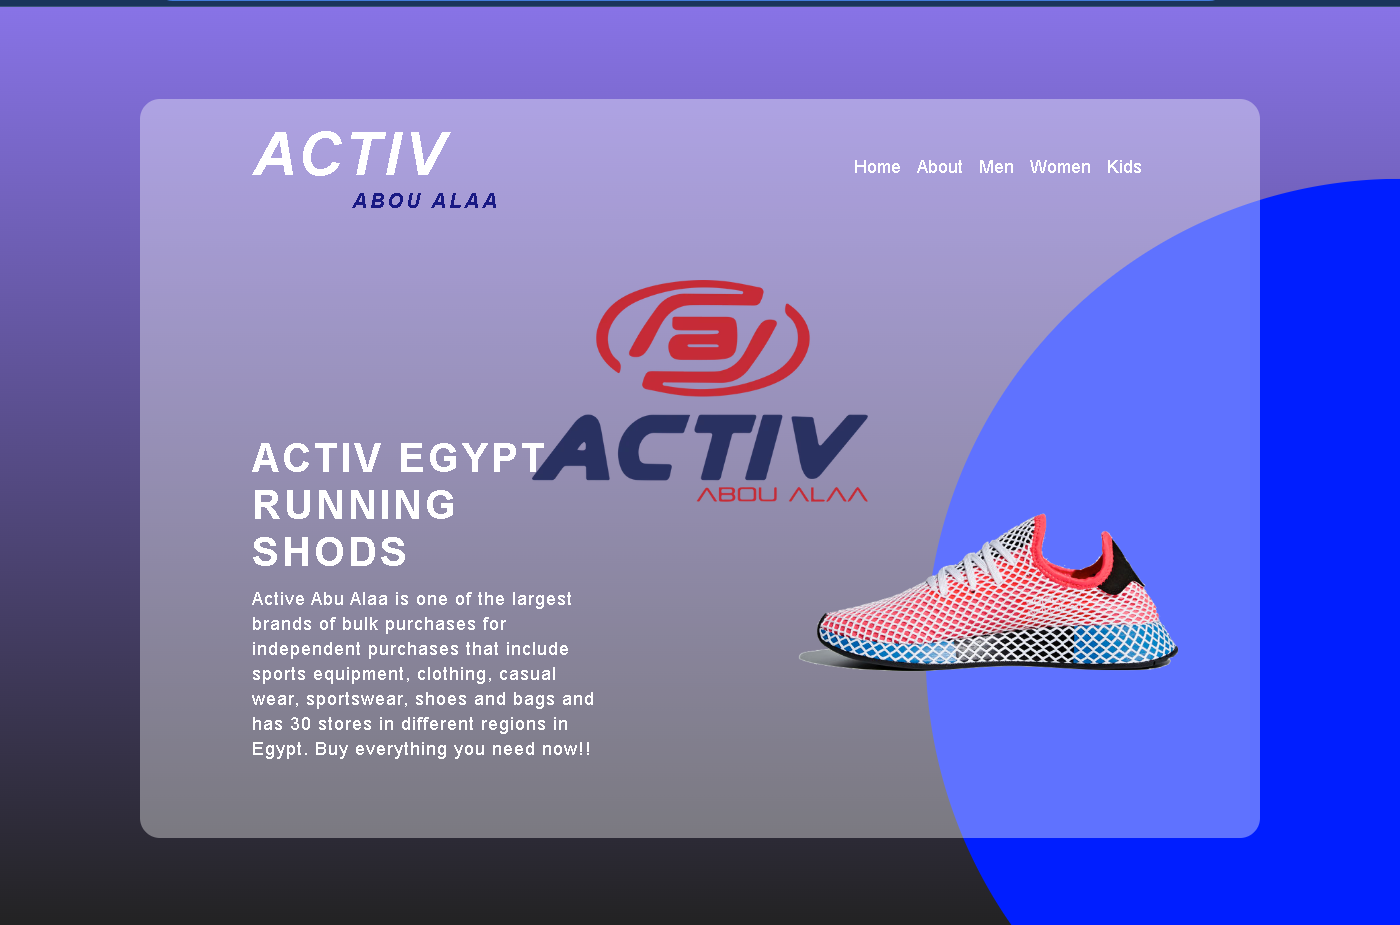 ACTIV
ABOU ALAA
Home About Men Women Kids
a
ACTIV
ABOU ALAA
ACTIV EGYPT
RUNNING
SHODS
Active Abu Alaa is one of the largest
brands of bulk purchases for
independent purchases that include
sports equipment, clothing, casual
wear, sportswear, shoes and bags and
has 30 stores in different regions in
Egypt. Buy everything you need now!!